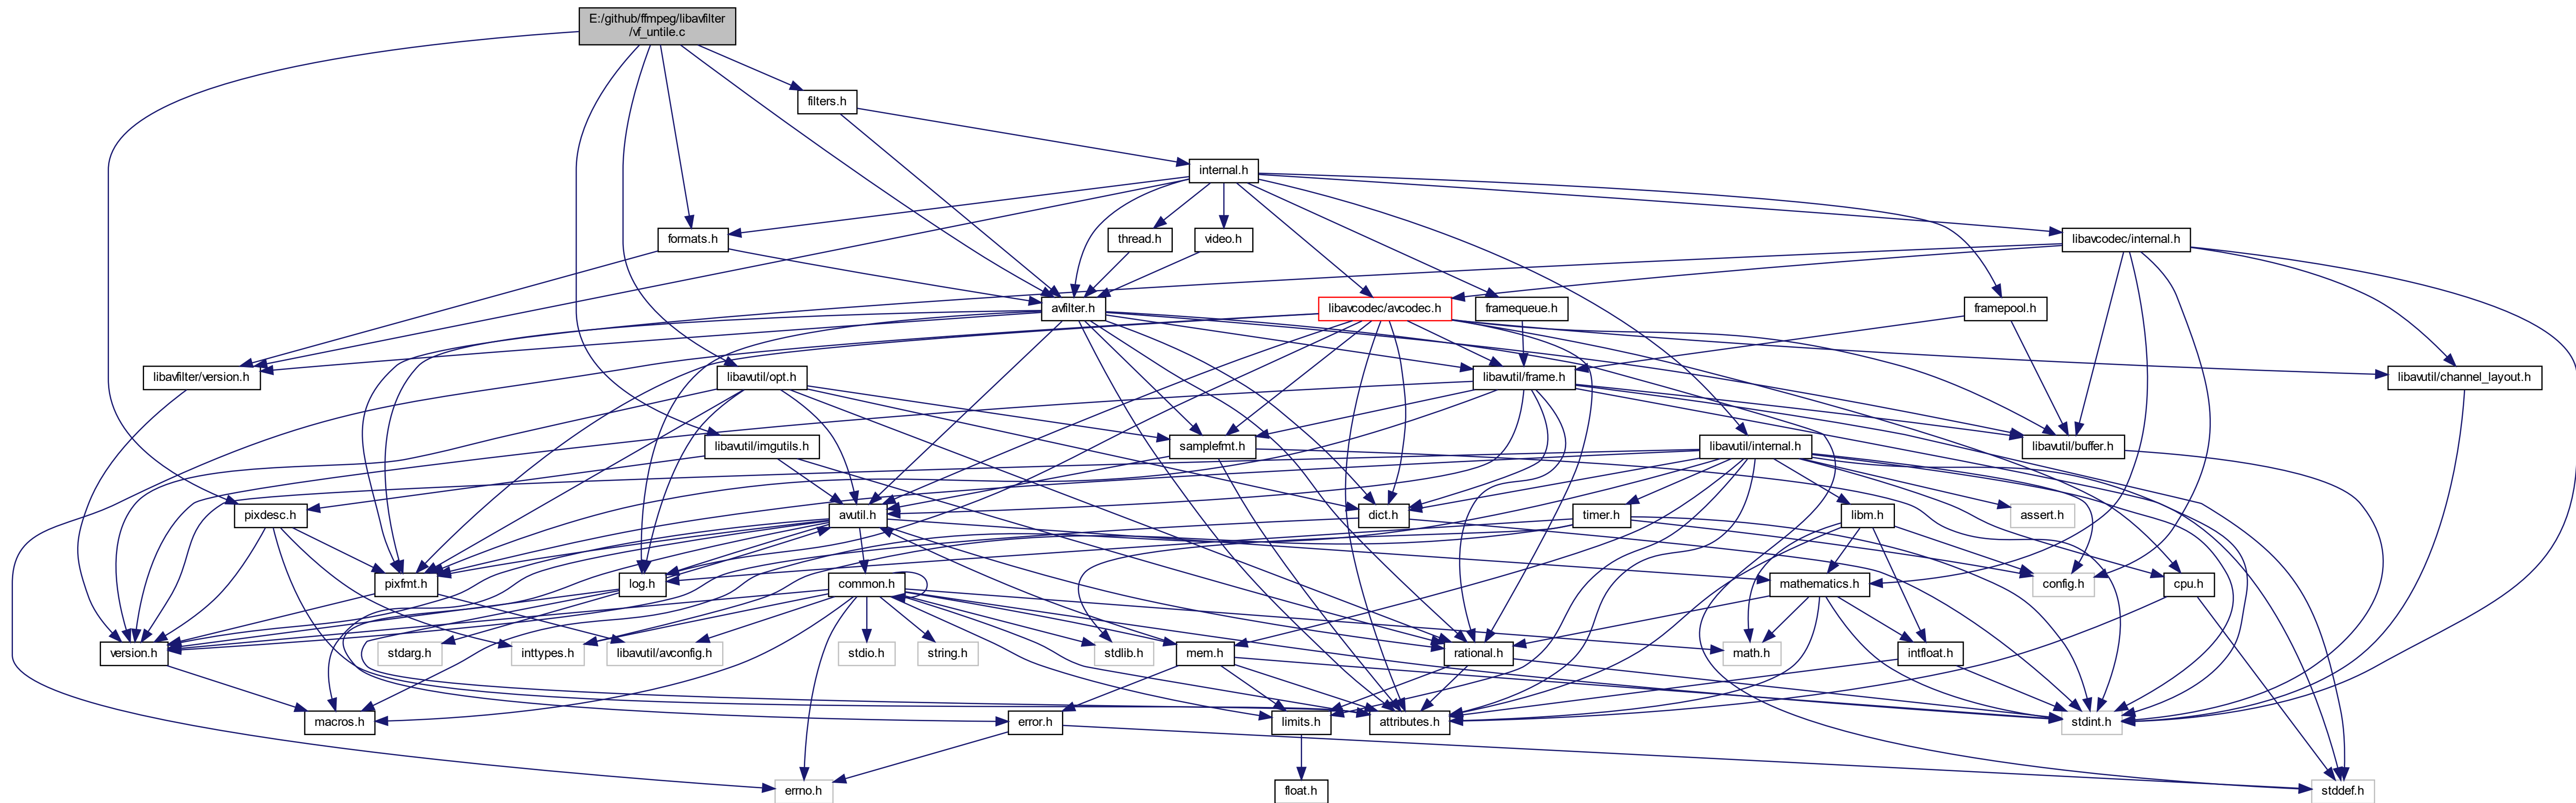 E:/github/ffmpeg/libavfilter
/vf_untile.c
filters.h
internal.h
formats.h
thread.h
video.h
libavcodec/internal.h
avfilter.h
libavcodec/avcodec.h
framequeue.h
framepool.h
libavfilter/version.h
libavutil/opt.h
libavutil/frame.h
libavutil/channel_layout.h
libavutil/imgutils.h
samplefmt.h
libavutil/internal.h
libavutil/buffer.h
pixdesc.h
avutil.h
dict.h
timer.h
libm.h
assert.h
pixfmt.h
log.h
common.h
mathematics.h
config.h
cpu.h
version.h
stdarg.h
inttypes.h
libavutil/avconfig.h
stdio.h
string.h
stdlib.h
mem.h
rational.h
math.h
intfloat.h
macros.h
error.h
limits.h
attributes.h
stdint.h
errno.h
float.h
stddef.h